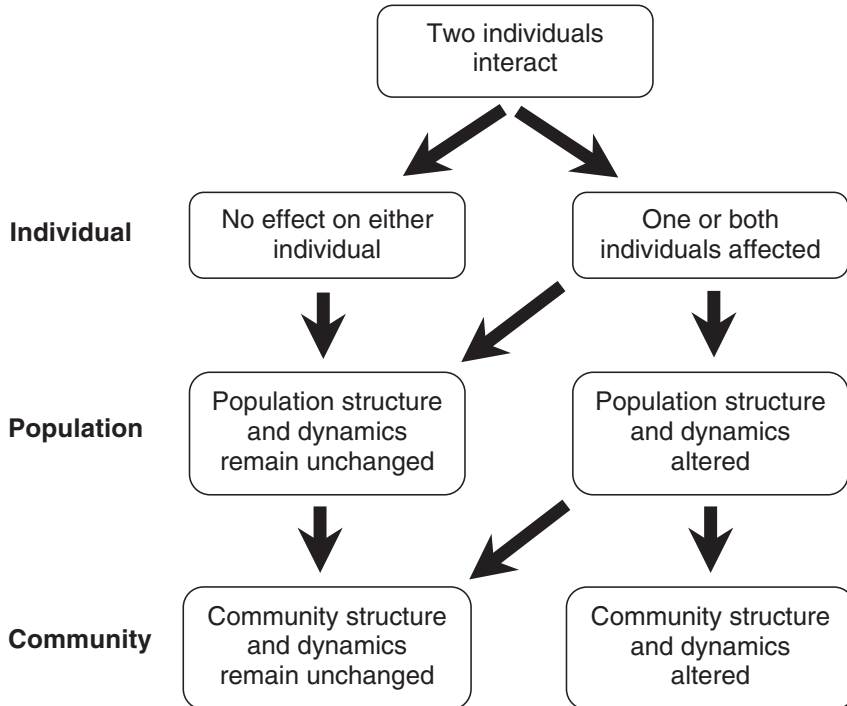 Two individuals
interact
Individual
No effect on either
individual
One or both
individuals affected
Population
Population structure
and dynamics
remain unchanged
Population structure
and dynamics
altered
Community
Community structure
and dynamics
remain unchanged
Community structure
and dynamics
altered